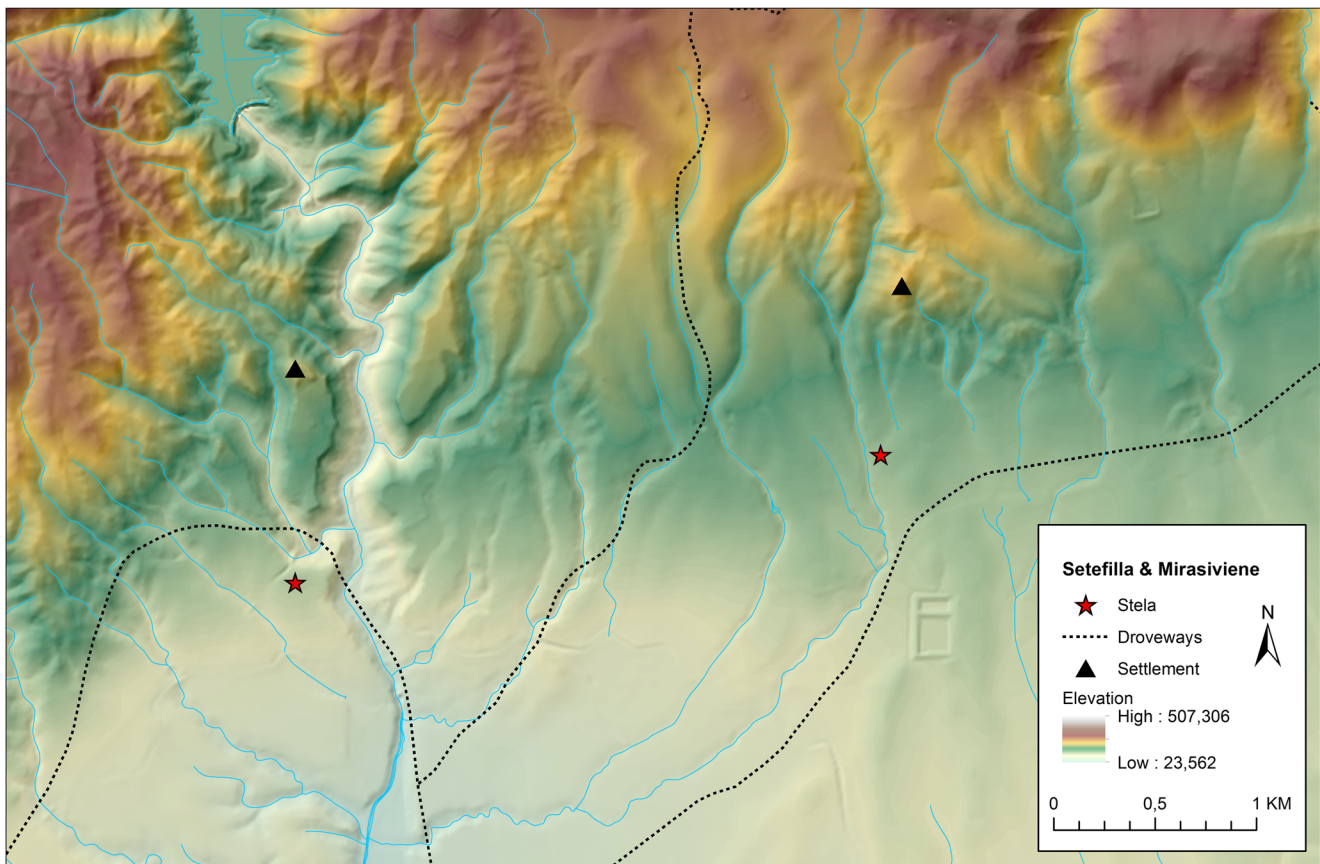 Setefilla & Mirasiviene
Stela
Droveways
Settlement
N
Elevation
High : 507,306
Low : 23,562
0 0,5 1 KM